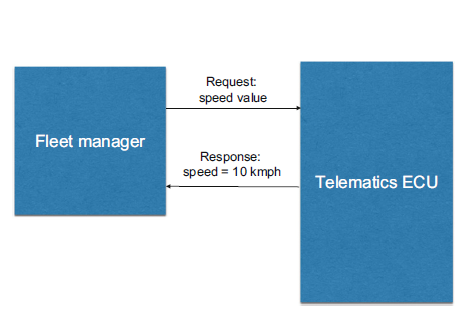 Request:
speed value
Fleet manager
Response:
speed = 10 kmph
Telematics ECU